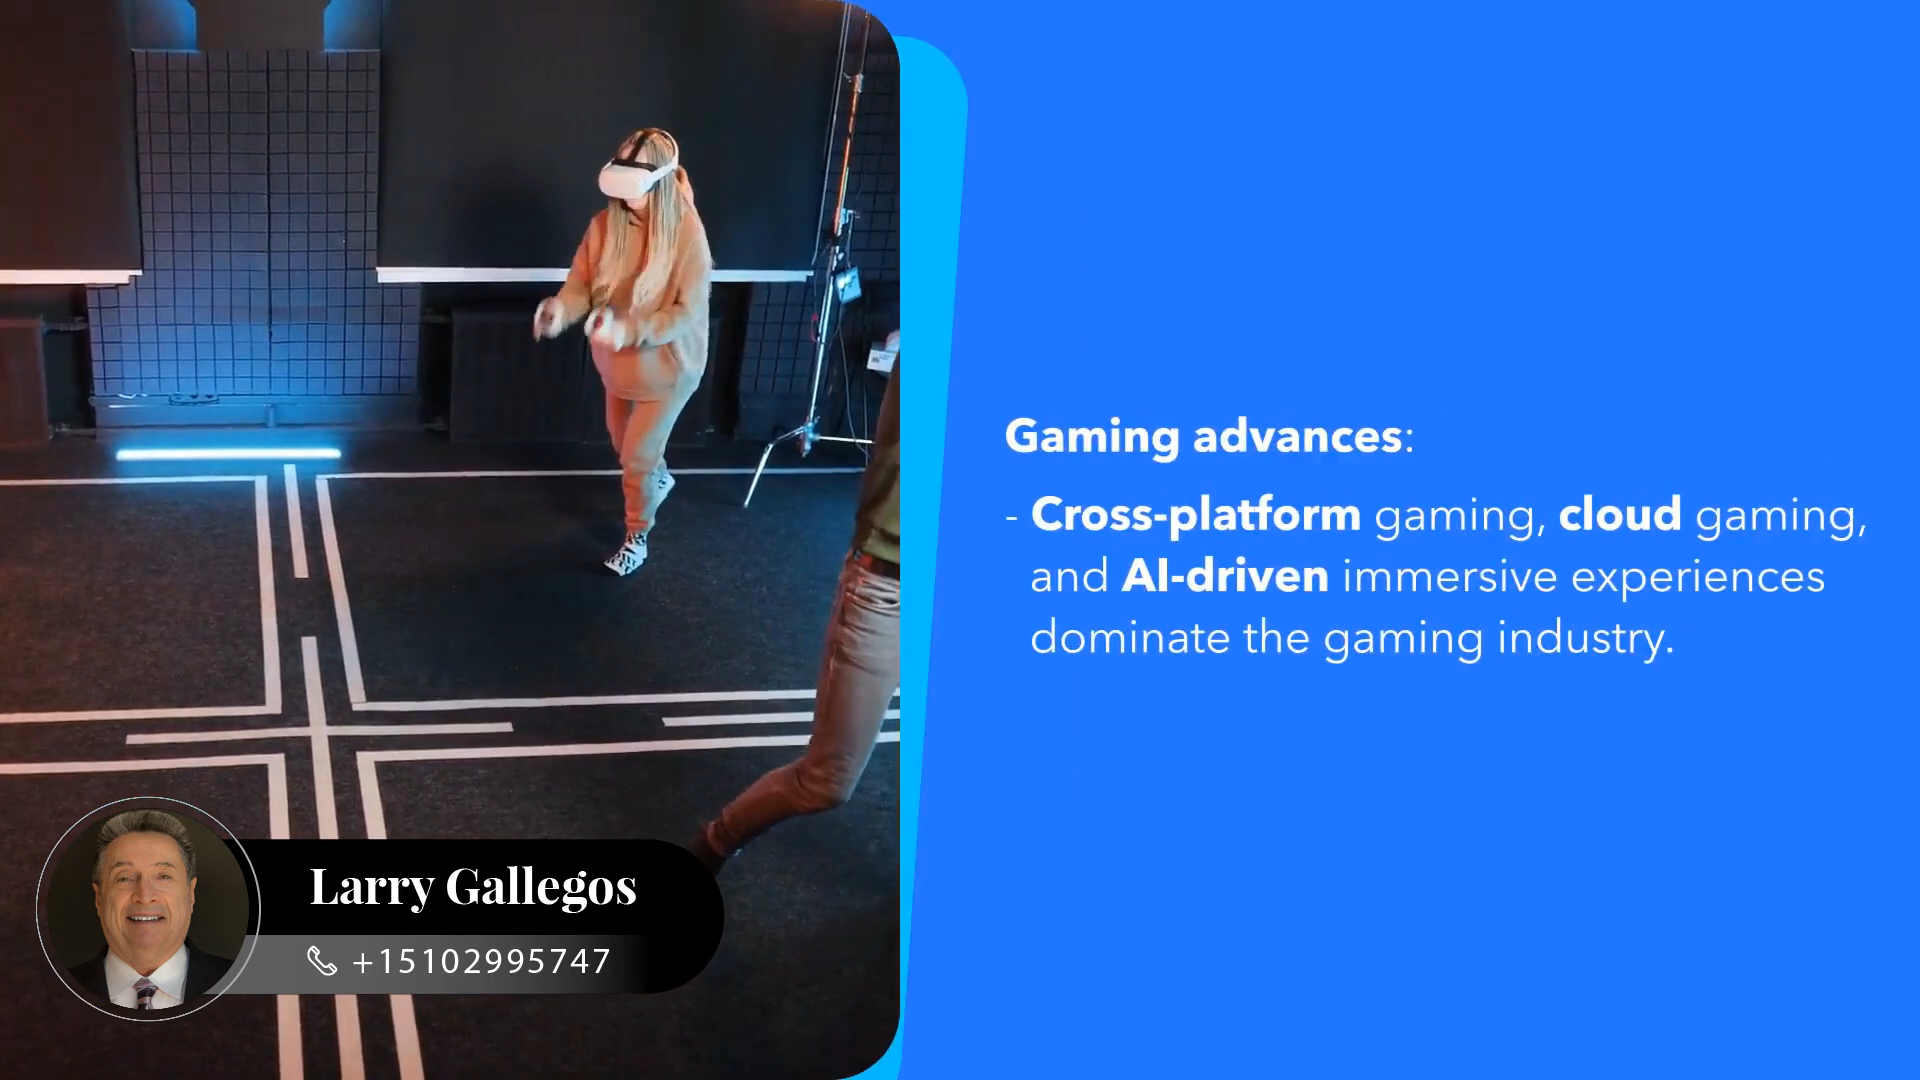 Gaming advances:
- Cross-platform gaming, cloud gaming,
and AI-driven immersive experiences
dominate the gaming industry.
Larry Gallegos
+15102995747